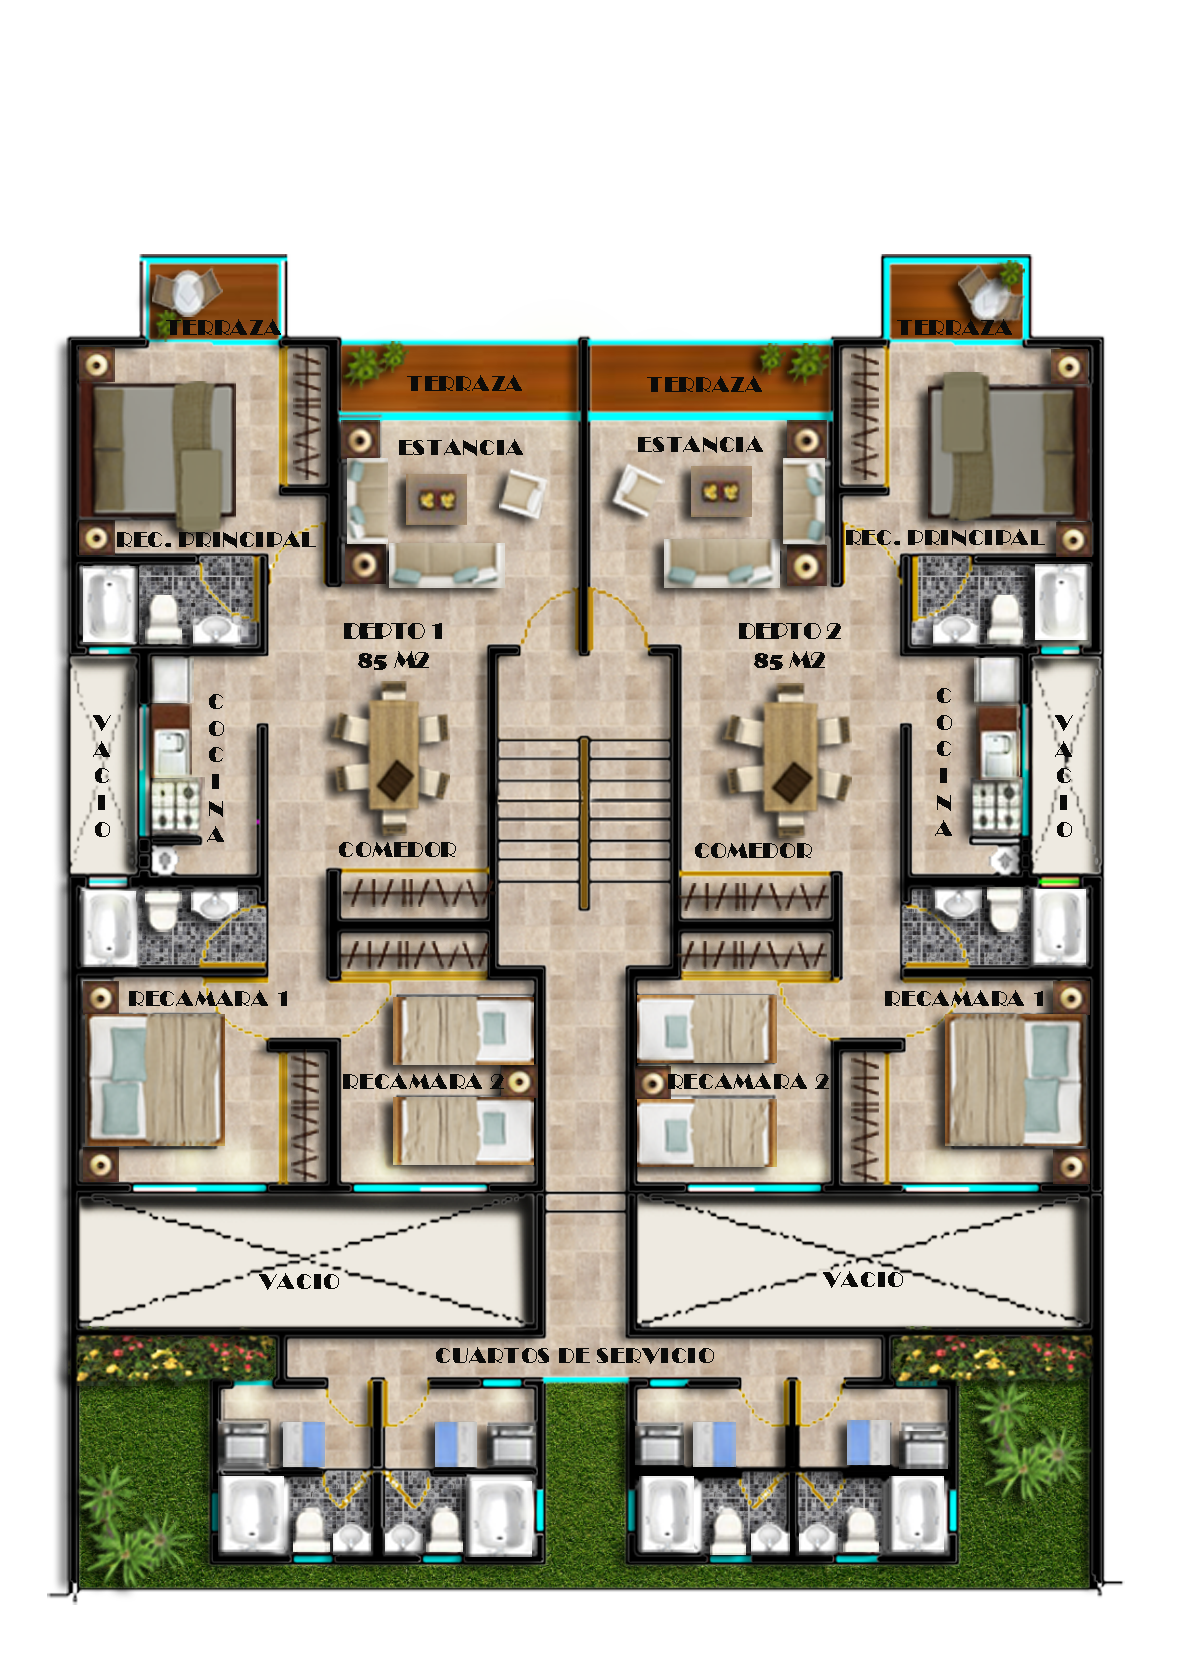 TERRAZA
TERRAZA
TERRAZA
TERRAZA
ESTANCIA
ESTANCIA
REC. PRINCIPAL
REC. PRINCIPAL
DEPTO 1
85 M2
DEPTO 2
85 M2
VACIO
COCINA
COCINA
VACIO
COMEDOR
COMEDOR
RECAMARA 1
RECAMARA 1
RECAMARA 2
RECAMARA 2
VACIO
VACIO
CUARTOS DE SERVICIO